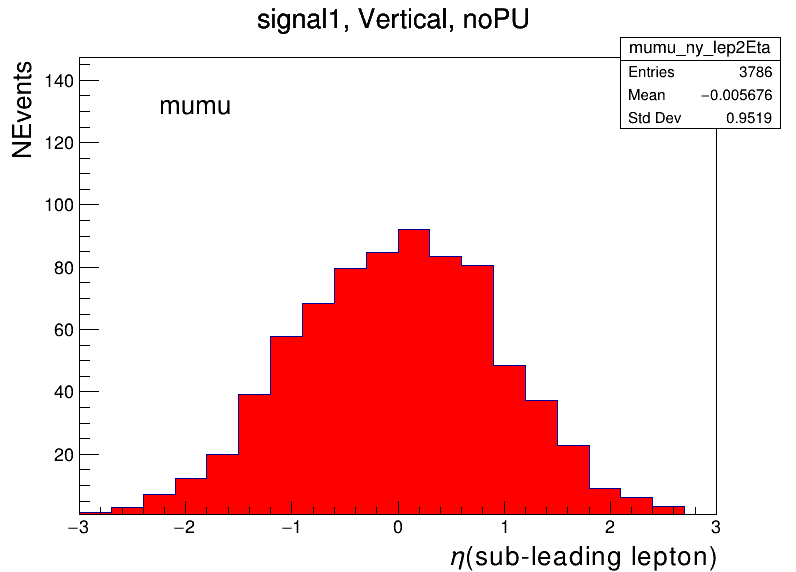 signal1, Vertical, noPU
mumu_ny_lep2Eta
Entries 3786
Mean −0.005676
Std Dev 0.9519
NEvents
mumu
140
120
100
80
60
40
20
−3 −2 −1 0 1 2 3
η(sub-leading lepton)